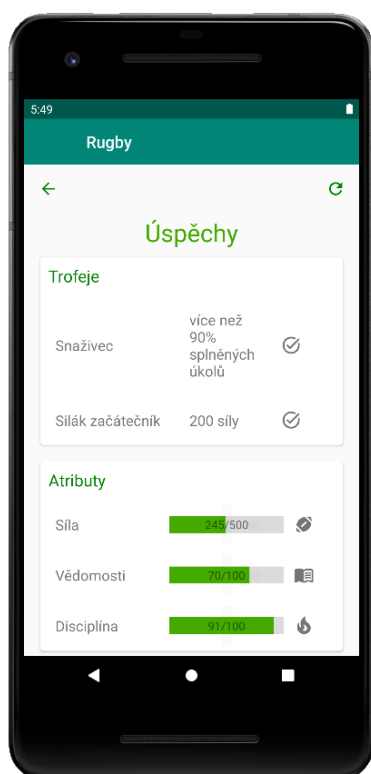 5:49
Rugby
Úspěchy
Trofeje
Snaživec
více než
90%
splněných
úkolů
Silák začátečník 200 síly
Atributy
Síla 245/500
Vědomosti 70/100
Disciplína 91/100